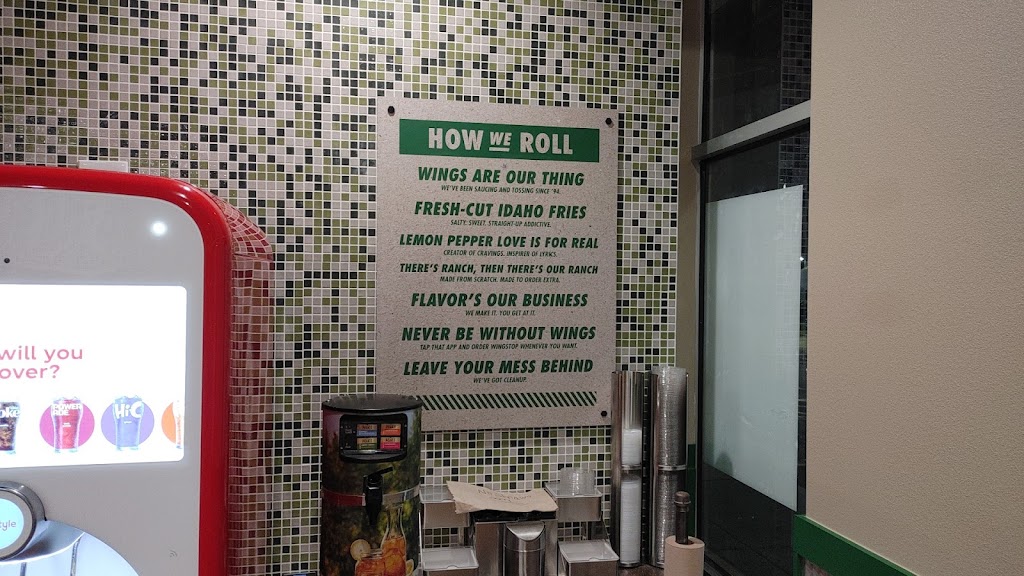 HOW WE ROLL
WINGS ARE OUR THING
WE'VE BEEN SAUCING AND TOSSING SINCE '94.
FRESH-CUT IDAHO FRIES
SALTY. SWEET. STRAIGHT-UP ADDICTIVE.
LEMON PEPPER LOVE IS FOR REAL
CREATOR OF CRAVINGS. INSPIRER OF LYRICS.
THERE'S RANCH, THEN THERE'S OUR RANCH
MADE FROM SCRATCH. MADE TO ORDER EXTRA.
FLAVOR'S OUR BUSINESS
WE MAKE IT. YOU GET AT IT.
NEVER BE WITHOUT WINGS
TAP THAT APP AND ORDER WINGSTOP WHENEVER YOU WANT.
LEAVE YOUR MESS BEHIND
WE'VE GOT CLEANUP.
will you
over?
oke
POWER
ADE
Hi-C
tyle